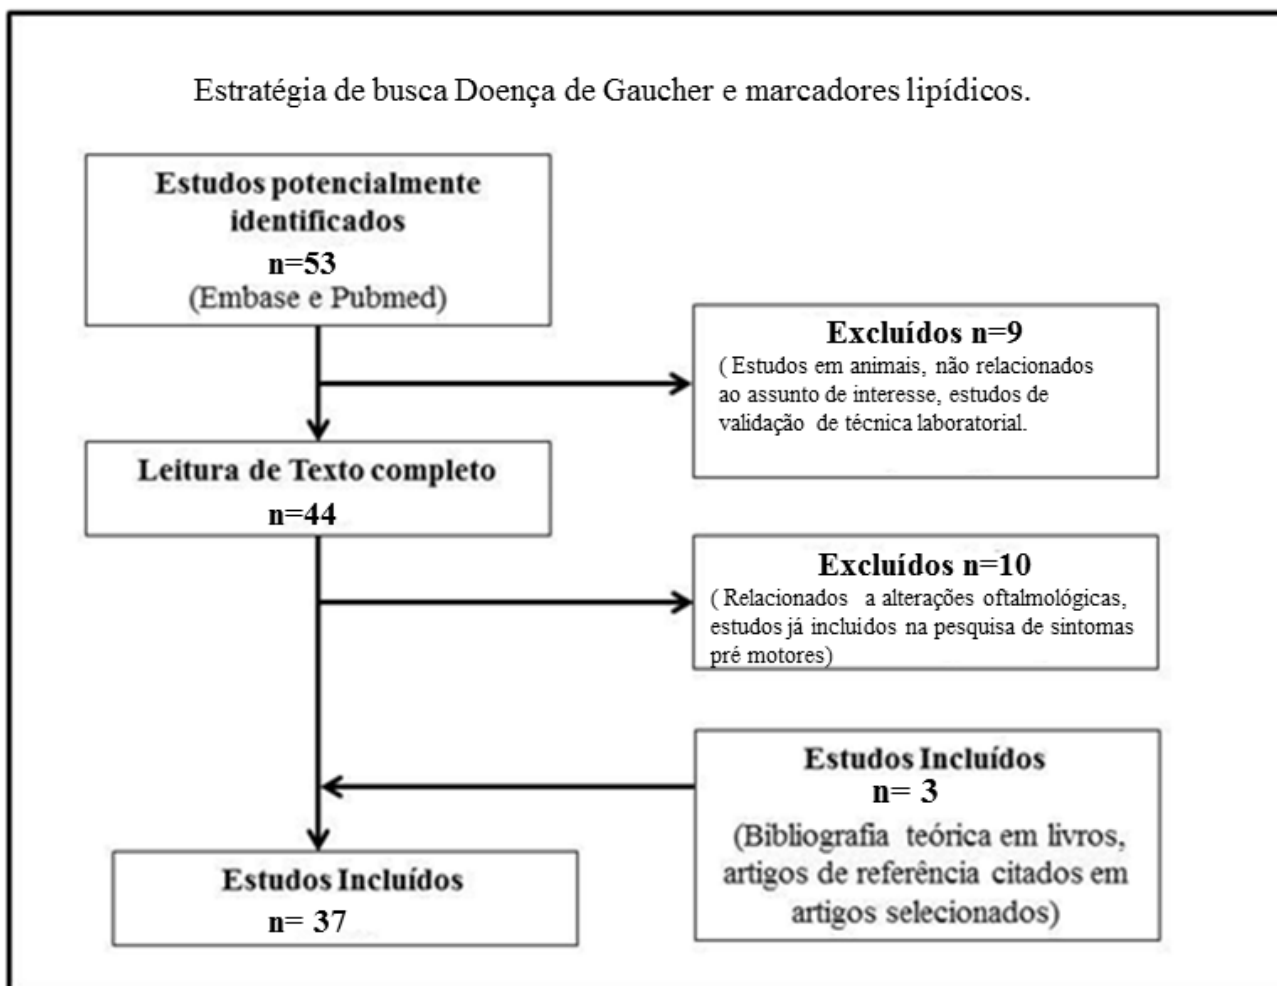 Estratégia de busca Doença de Gaucher e marcadores lipídicos.
Estudos potencialmente
identificados
n=53
(Embase e Pubmed)
Excluídos n=9
( Estudos em animais, não relacionados
ao assunto de interesse, estudos de
validação de técnica laboratorial.
Leitura de Texto completo
n=44
Excluídos n=10
( Relacionados a alterações oftalmológicas,
estudos já incluídos na pesquisa de sintomas
pré motores)
Estudos Incluídos
n= 3
(Bibliografia teórica em livros,
artigos de referência citados em
artigos selecionados)
Estudos Incluídos
n= 37